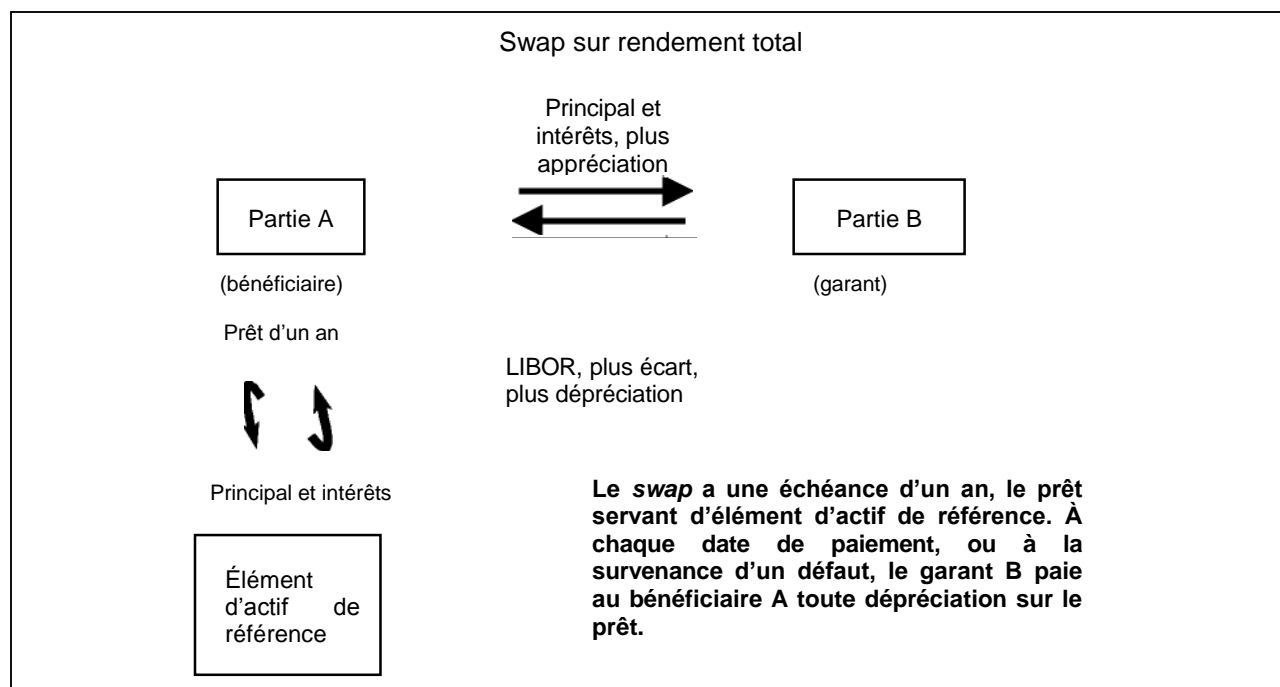 Swap sur rendement total
Principal et
intérêts, plus
appréciation
Partie A
Partie B
(bénéficiaire)
(garant)
Prêt d’un an
LIBOR, plus écart,
plus dépréciation
Principal et intérêts
Le swap a une échéance d’un an, le prêt
servant d’élément d’actif de référence. À
chaque date de paiement, ou à la
survenance d’un défaut, le garant B paie
au bénéficiaire A toute dépréciation sur le
prêt.
Élément
d’actif de
référence